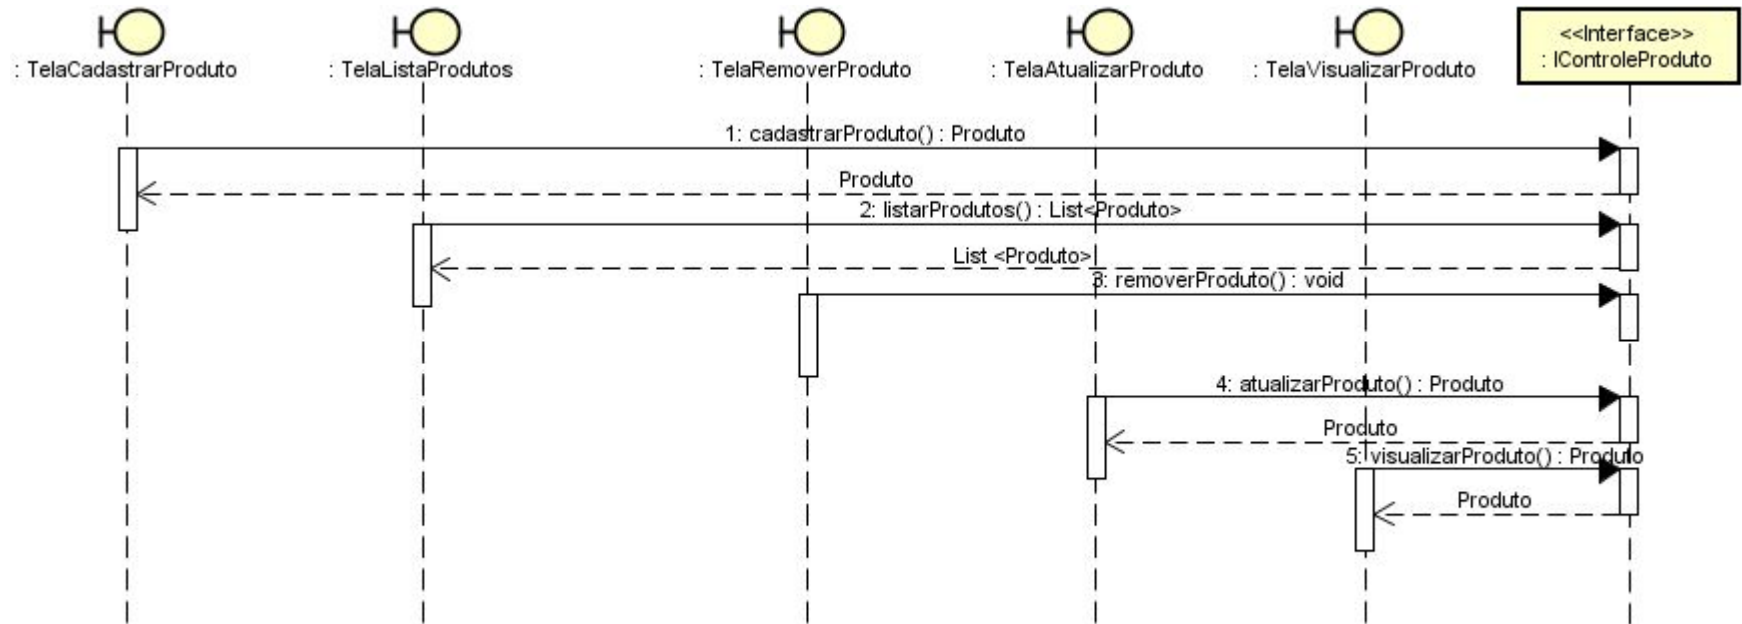 : TelaCadastrarProduto
: TelaListaProdutos
: TelaRemoverProduto
: TelaAtualizarProduto
: TelaVisualizarProduto
<<Interface>>
: IControleProduto
1: cadastrarProduto() : Produto
Produto
2: listarProdutos() : List<Produto>
List <Produto>
3: removerProduto() : void
4: atualizarProduto() : Produto
Produto
5: visualizarProduto() : Produto
Produto